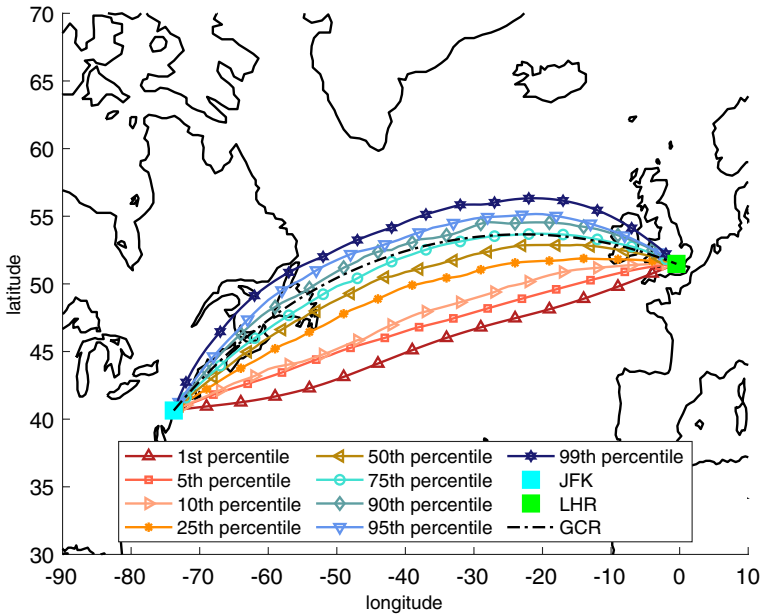 70
65
60
55
50
45
40
35
30
latitude
1st percentile
5th percentile
10th percentile
25th percentile
50th percentile
75th percentile
90th percentile
95th percentile
99th percentile
JFK
LHR
GCR
-90 -80 -70 -60 -50 -40 -30 -20 -10 0 10
longitude